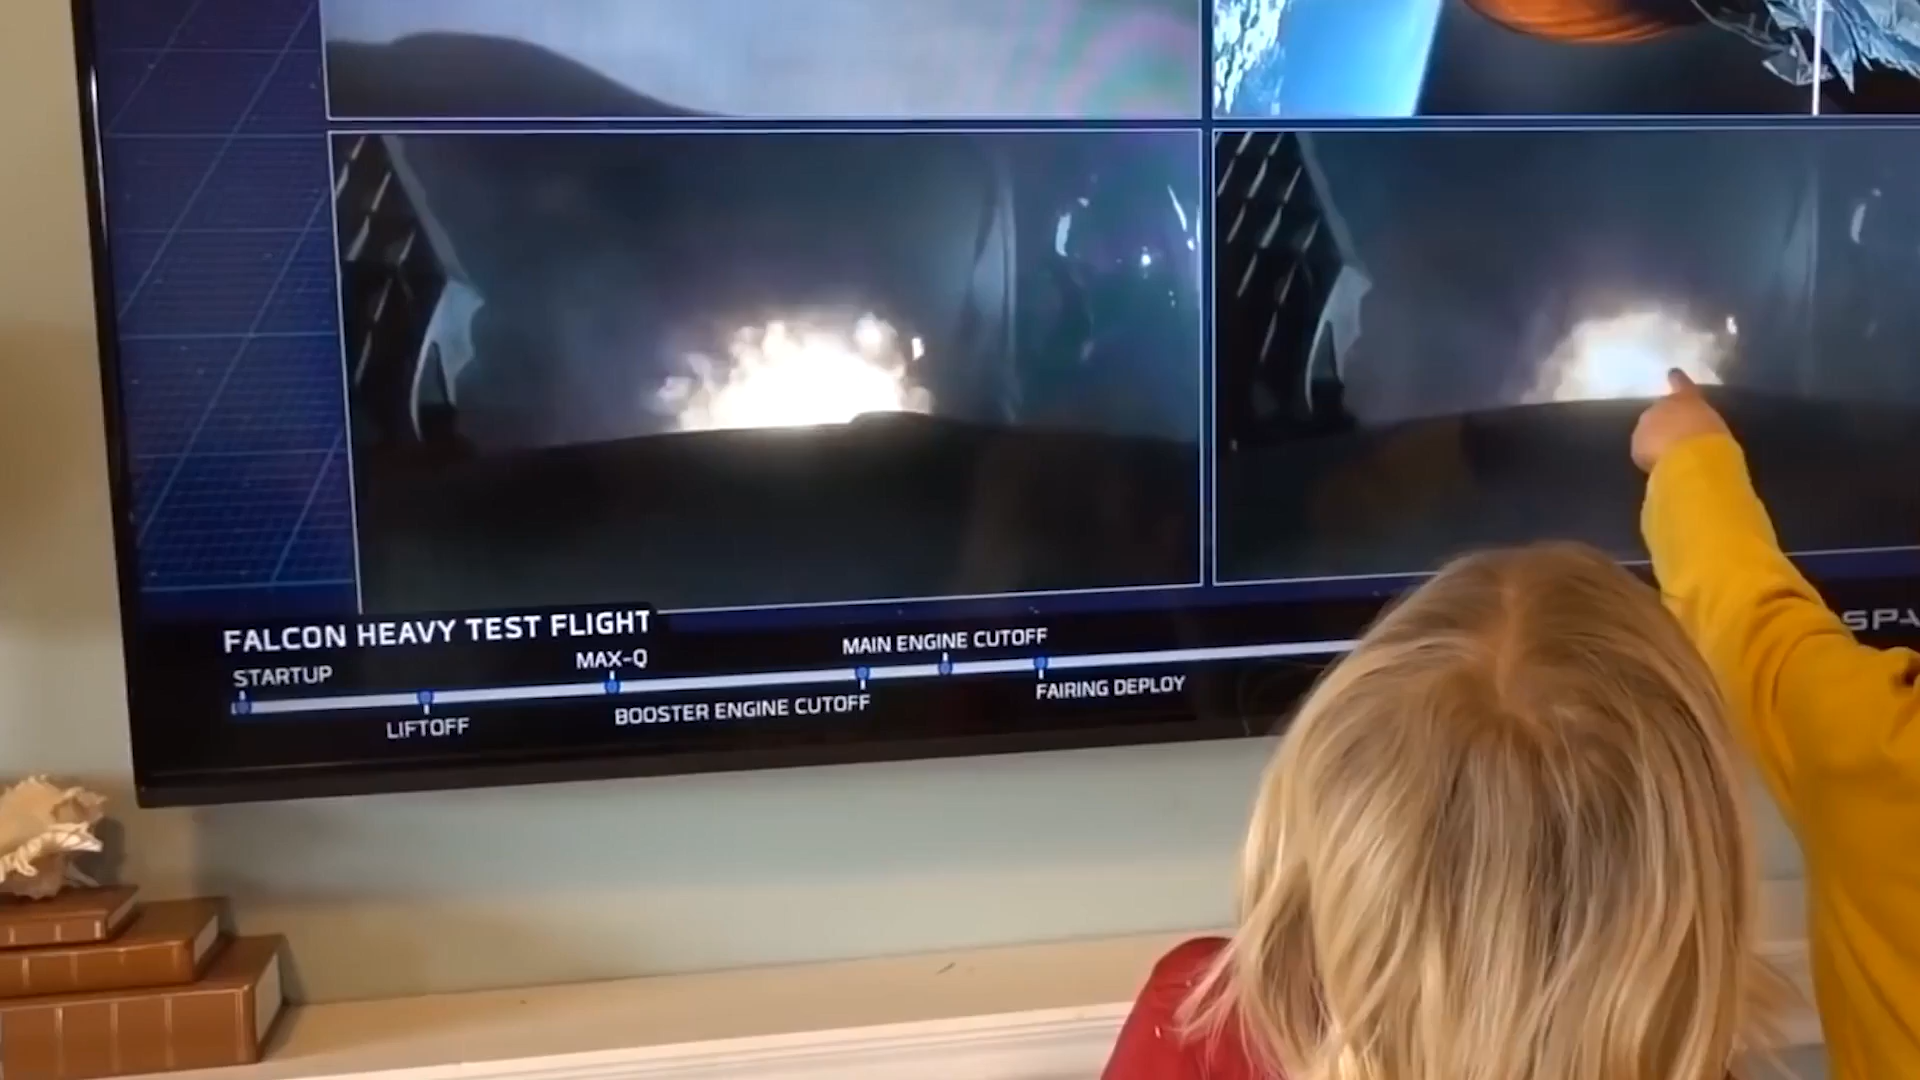 FALCON HEAVY TEST FLIGHT
STARTUP
LIFTOFF
MAX-Q
BOOSTER ENGINE CUTOFF
MAIN ENGINE CUTOFF
FAIRING DEPLOY